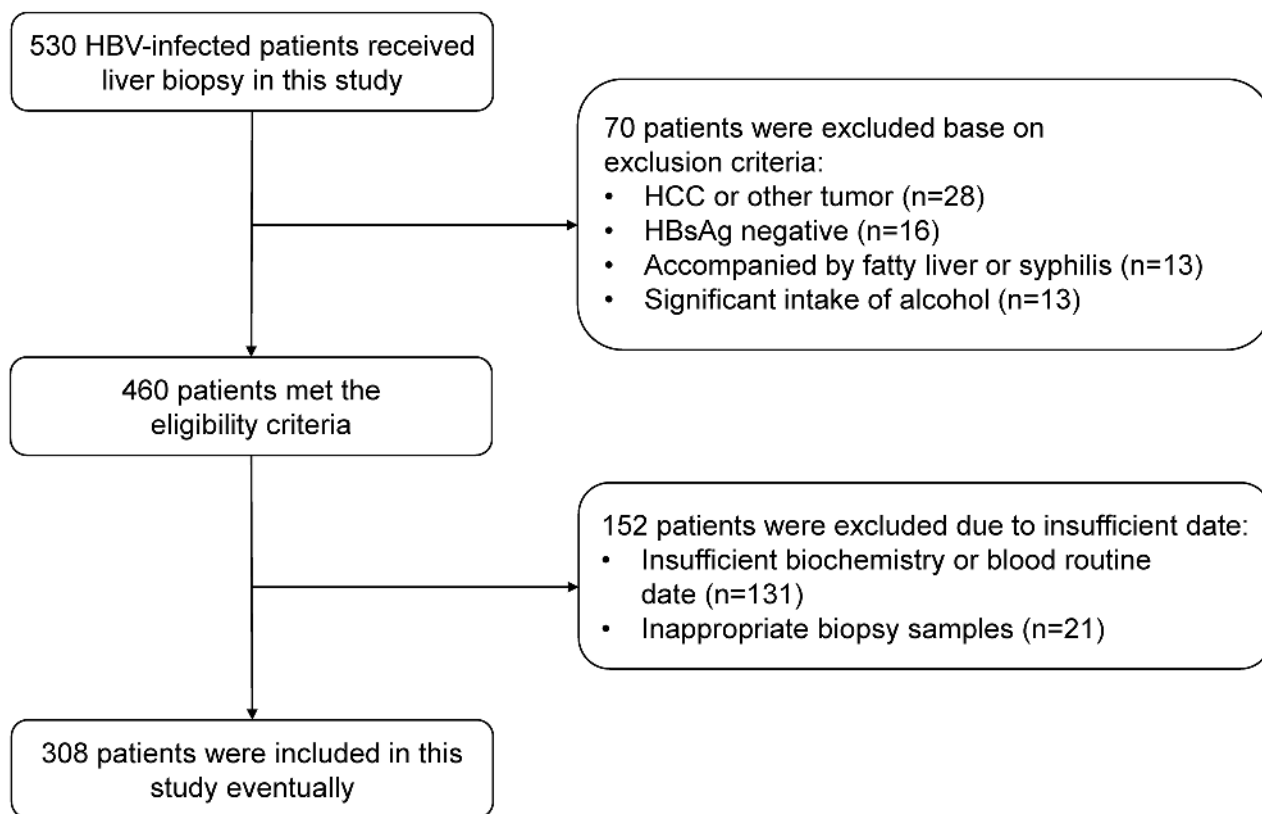 530 HBV-infected patients received
liver biopsy in this study
70 patients were excluded base on
exclusion criteria:
• HCC or other tumor (n=28)
• HBsAg negative (n=16)
• Accompanied by fatty liver or syphilis (n=13)
• Significant intake of alcohol (n=13)
460 patients met the
eligibility criteria
152 patients were excluded due to insufficient date:
• Insufficient biochemistry or blood routine
date (n=131)
• Inappropriate biopsy samples (n=21)
308 patients were included in this
study eventually